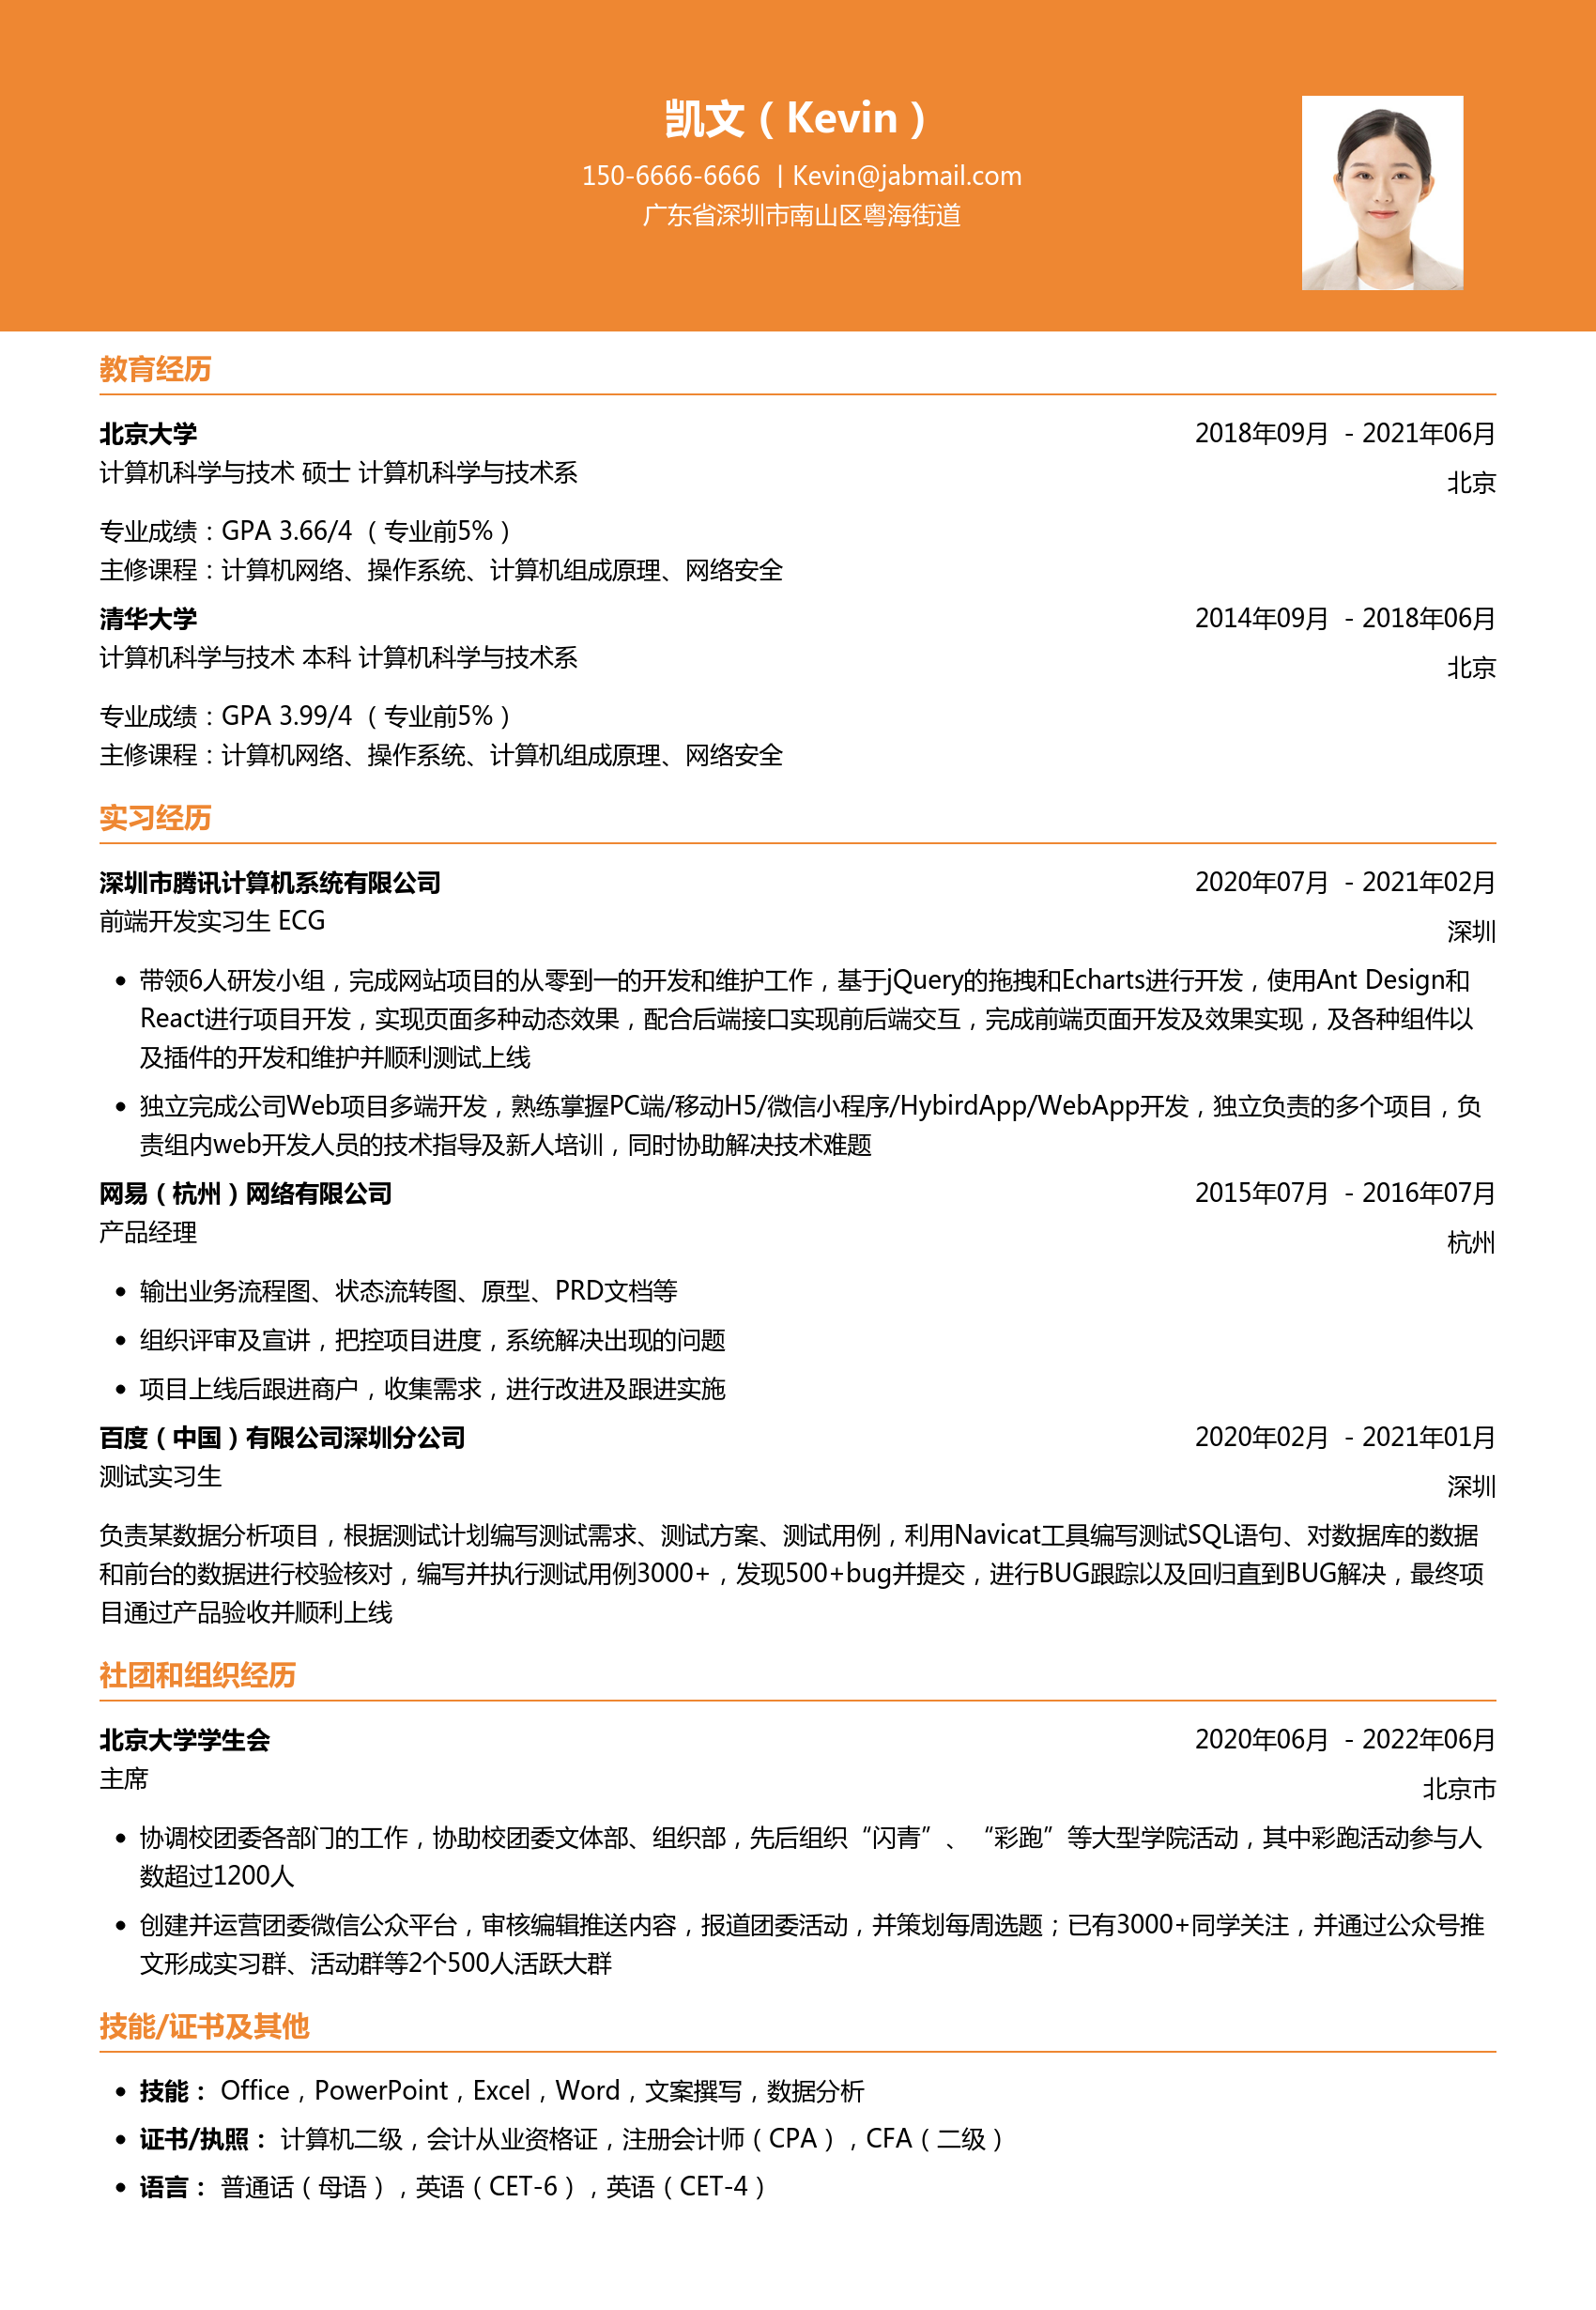 凯文（Kevin）
150-6666-6666 | Kevin@jabmail.com
广东省深圳市南山区粤海街道
教育经历
北京大学 2018年09月 - 2021年06月
计算机科学与技术 硕士 计算机科学与技术系 北京
专业成绩：GPA 3.66/4 （专业前5%）
主修课程：计算机网络、操作系统、计算机组成原理、网络安全
清华大学 2014年09月 - 2018年06月
计算机科学与技术 本科 计算机科学与技术系 北京
专业成绩：GPA 3.99/4 （专业前5%）
主修课程：计算机网络、操作系统、计算机组成原理、网络安全
实习经历
深圳市腾讯计算机系统有限公司 2020年07月 - 2021年02月
前端开发实习生 ECG 深圳
• 带领6人研发小组，完成网站项目的从零到一的开发和维护工作，基于jQuery的拖拽和Echarts进行开发，使用Ant Design和
React进行项目开发，实现页面多种动态效果，配合后端接口实现前后端交互，完成前端页面开发及效果实现，及各种组件以
及插件的开发和维护并顺利测试上线
• 独立完成公司Web项目多端开发，熟练掌握PC端/移动H5/微信小程序/HybirdApp/WebApp开发，独立负责的多个项目，负
责组内web开发人员的技术指导及新人培训，同时协助解决技术难题
网易（杭州）网络有限公司 2015年07月 - 2016年07月
产品经理 杭州
• 输出业务流程图、状态流转图、原型、PRD文档等
• 组织评审及宣讲，把控项目进度，系统解决出现的问题
• 项目上线后跟进商户，收集需求，进行改进及跟进实施
百度（中国）有限公司深圳分公司 2020年02月 - 2021年01月
测试实习生 深圳
负责某数据分析项目，根据测试计划编写测试需求、测试方案、测试用例，利用Navicat工具编写测试SQL语句、对数据库的数据
和前台的数据进行校验核对，编写并执行测试用例3000+，发现500+bug并提交，进行BUG跟踪以及回归直到BUG解决，最终项
目通过产品验收并顺利上线
社团和组织经历
北京大学学生会 2020年06月 - 2022年06月
主席 北京市
• 协调校团委各部门的工作，协助校团委文体部、组织部，先后组织“闪青”、“彩跑”等大型学院活动，其中彩跑活动参与人
数超过1200人
• 创建并运营团委微信公众平台，审核编辑推送内容，报道团委活动，并策划每周选题；已有3000+同学关注，并通过公众号推
文形成实习群、活动群等2个500人活跃大群
技能/证书及其他
• 技能： Office，PowerPoint，Excel，Word，文案撰写，数据分析
• 证书/执照： 计算机二级，会计从业资格证，注册会计师（CPA），CFA（二级）
• 语言： 普通话（母语），英语（CET-6），英语（CET-4）